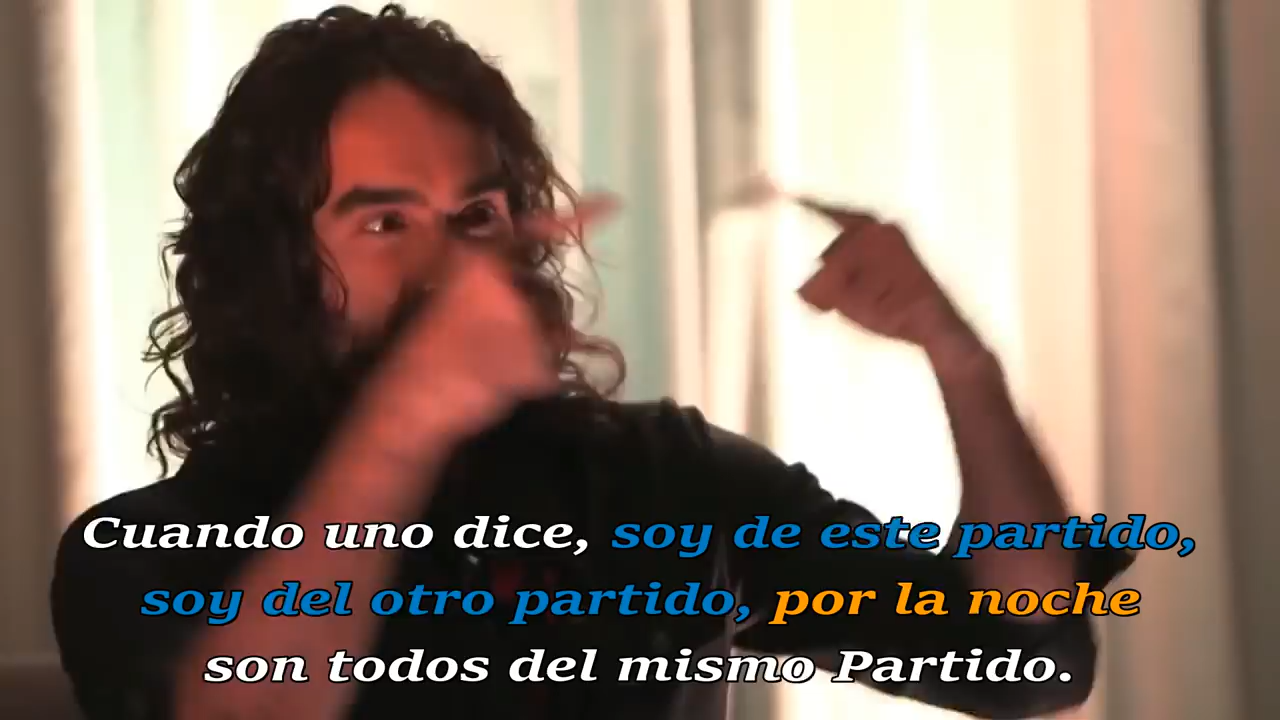 Cuando uno dice, soy de este partido,
soy del otro partido, por la noche
son todos del mismo Partido.